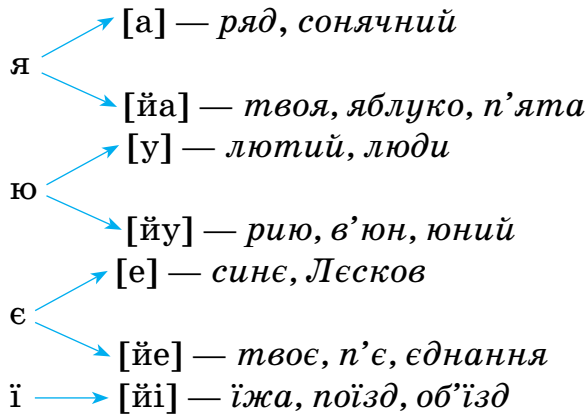 [а] — ряд, сонячний
я
[йа] — твоя, яблуко, п’ята
[у] — лютий, люди
ю
[йу] — рию, в’юн, юний
[е] — синє, Лєсков
є
[йе] — твоє, п’є, єднання
ї [йі] — їжа, поїзд, об’їзд